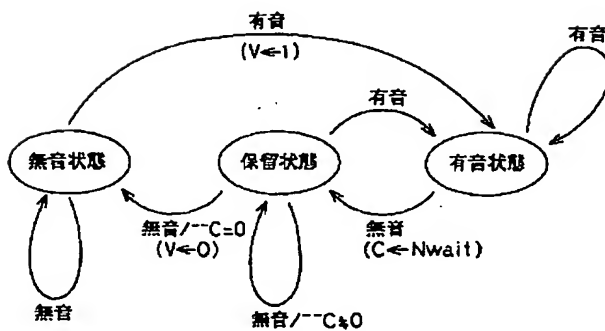 有音
(V←1)
有音
有音
無音状態
保留状態
有音状態
無音/--C=0
(V←0)
無音
(C←Nwait)
無音
無音/--C≠0